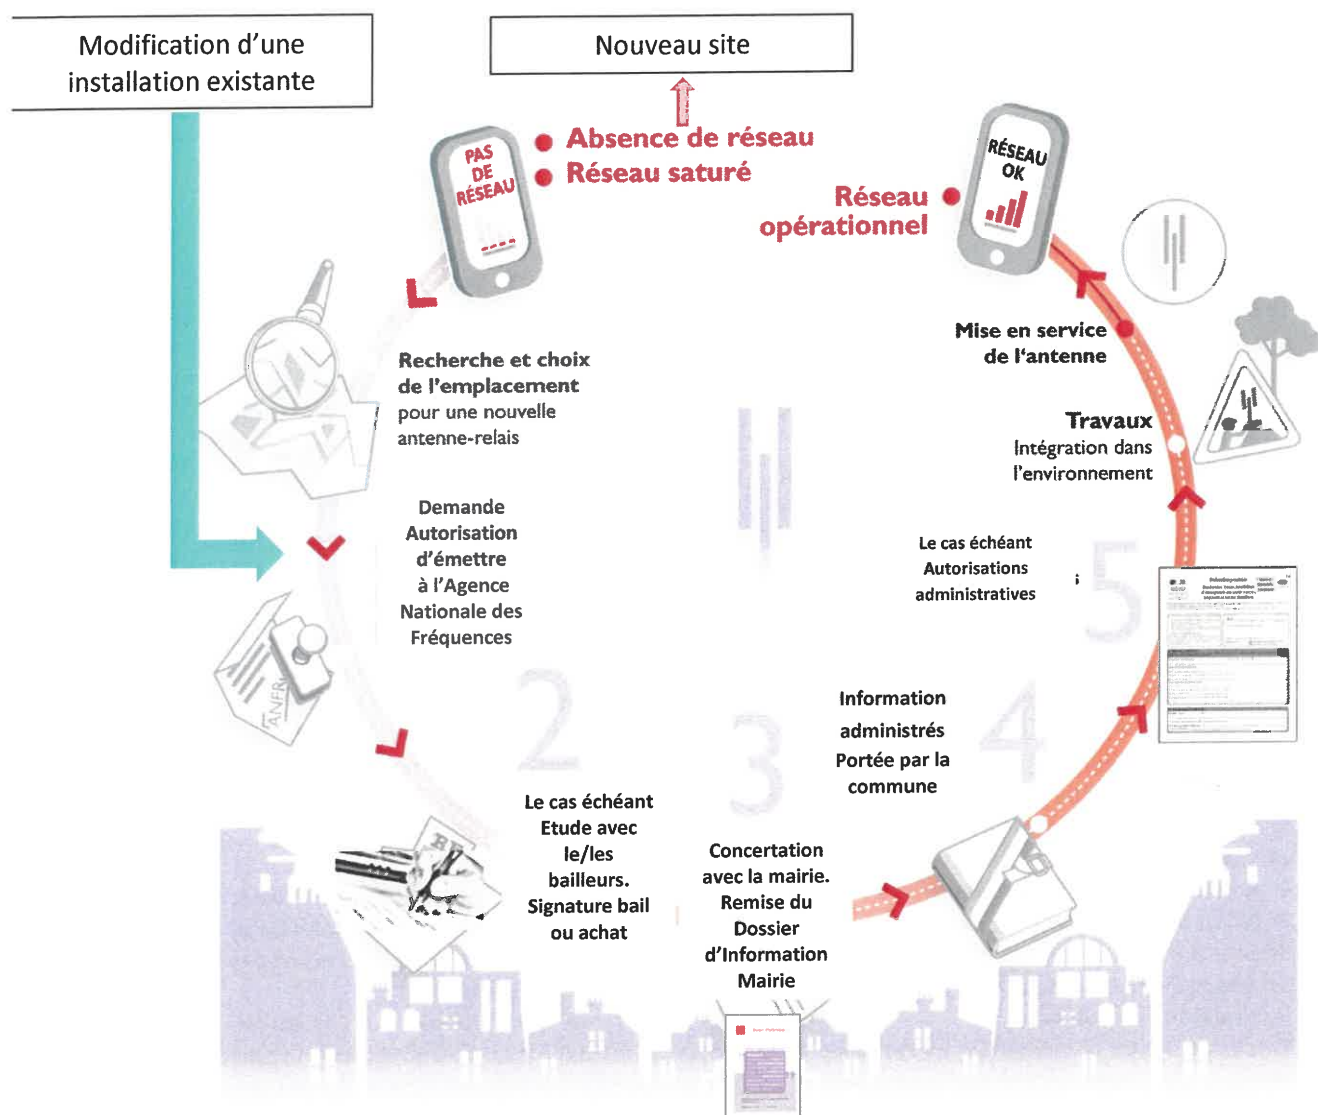 Modification d'une
installation existante
Nouveau site
Absence de réseau
Réseau saturé
PAS
DE
RÉSEAU
RÉSEAU
OK
Réseau
opérationnel
Mise en service
de l'antenne
Recherche et choix
de l'emplacement
pour une nouvelle
antenne-relais
Travaux
Intégration dans
l'environnement
Demande
Autorisation
d'émettre
à l'Agence
Nationale des
Fréquences
Le cas échéant
Autorisations
administratives
;
5
ANFR
2
3
4
Information
administrés
Portée par la
commune
Le cas échéant
Etude avec
le/les
bailleurs.
Signature bail
ou achat
Concertation
avec la mairie.
Remise du
Dossier
d'Information
Mairie